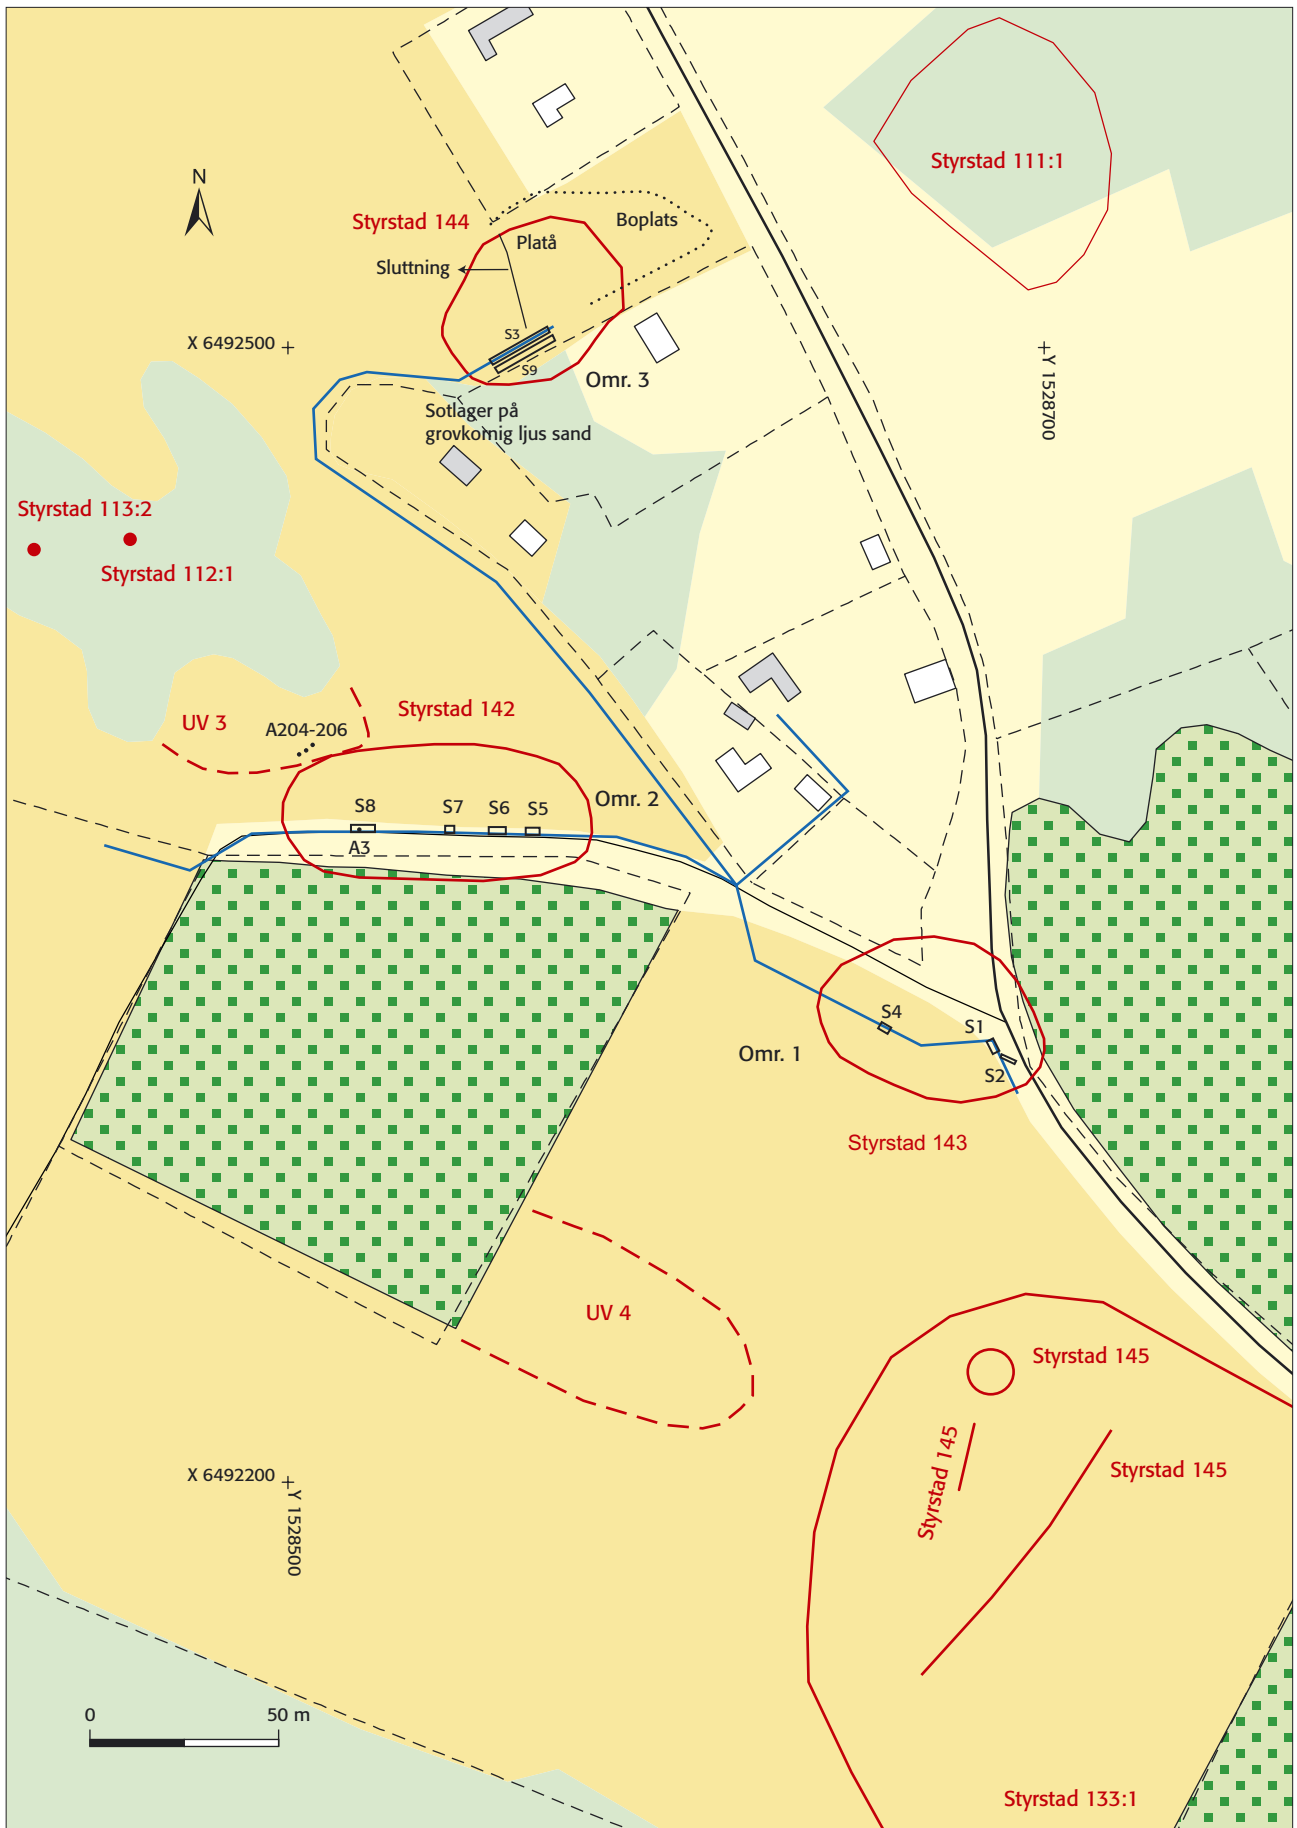 Styrstad 111:1
N
Styrstad 144
Boplats
Platå
Sluttning
S3
X 6492500
S9
Omr. 3
Y 1528700
Sotlager på
grovkornig ljus sand
Styrstad 113:2
Styrstad 112:1
UV 3
A204-206
Styrstad 142
Omr. 2
S8
S7
S6
S5
A3
S4
S1
Omr. 1
S2
Styrstad 143
UV 4
Styrstad 145
Styrstad 145
Styrstad 145
X 6492200
Y 1528500
0
50 m
Styrstad 133:1